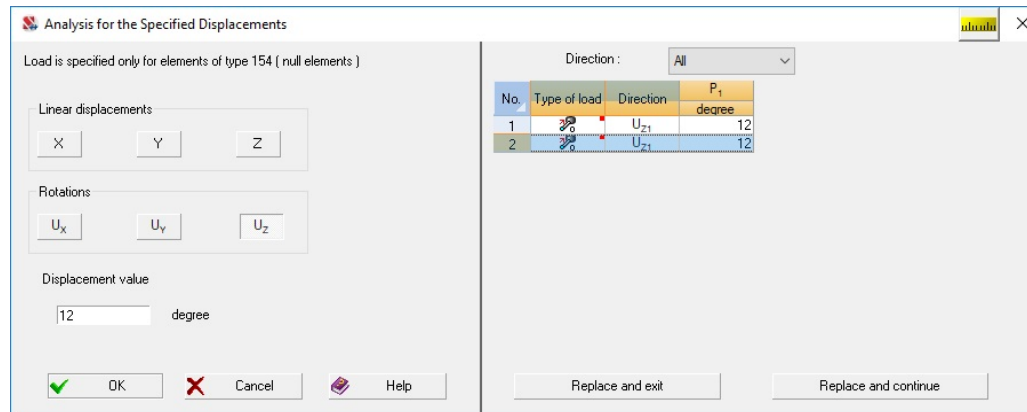 Analysis for the Specified Displacements
Load is specified only for elements of type 154 ( null elements )
Linear displacements
X Y Z
Rotations
UX UY UZ
Displacement value
12 degree
OK Cancel Help
Direction : All
No. Type of load Direction P1
degree
1 UZ1 12
2 UZ1 12
Replace and exit Replace and continue